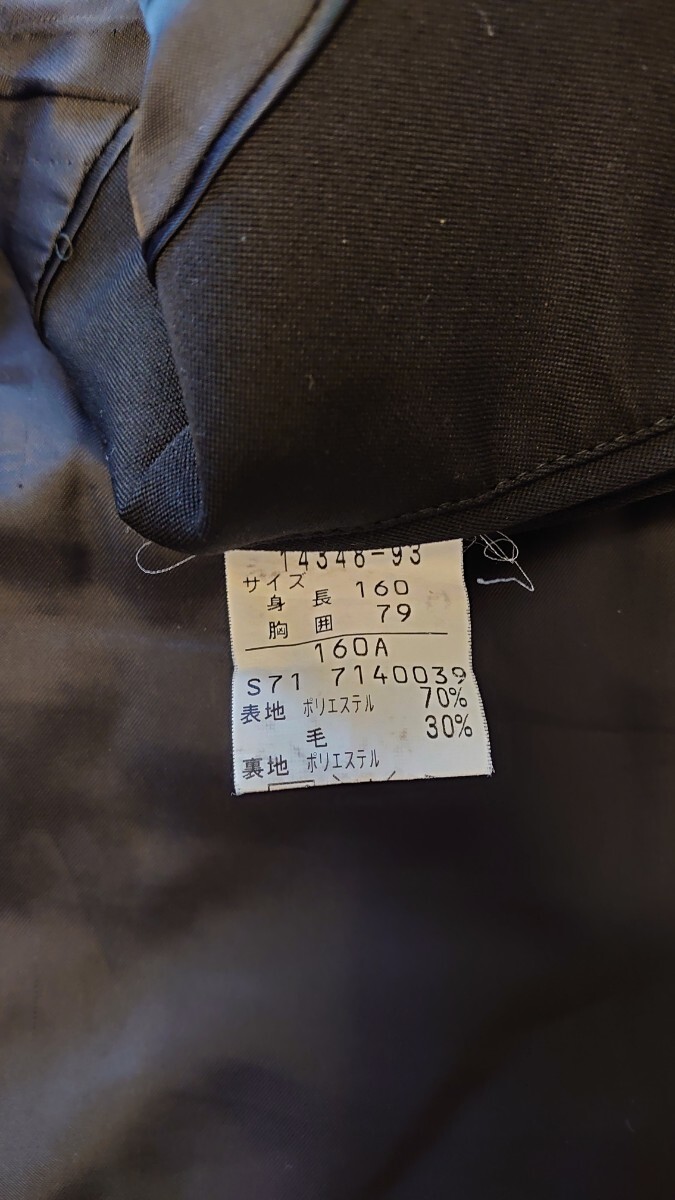 14348-93
サイズ
身長 160
胸囲 79
160A
S71 7140039
表地 ポリエステル 70%
毛 30%
裏地 ポリエステル